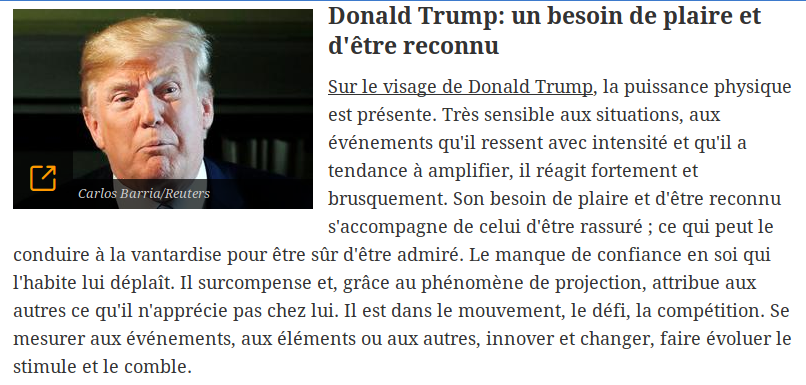 Donald Trump: un besoin de plaire et
d'être reconnu
Sur le visage de Donald Trump, la puissance physique
est présente. Très sensible aux situations, aux
événements qu'il ressent avec intensité et qu'il a
tendance à amplifier, il réagit fortement et
brusquement. Son besoin de plaire et d'être reconnu
s'accompagne de celui d'être rassuré ; ce qui peut le
Carlos Barria/Reuters
conduire à la vantardise pour être sûr d'être admiré. Le manque de confiance en soi qui
l'habite lui déplaît. Il surcompense et, grâce au phénomène de projection, attribue aux
autres ce qu'il n'apprécie pas chez lui. Il est dans le mouvement, le défi, la compétition. Se
mesurer aux événements, aux éléments ou aux autres, innover et changer, faire évoluer le
stimule et le comble.